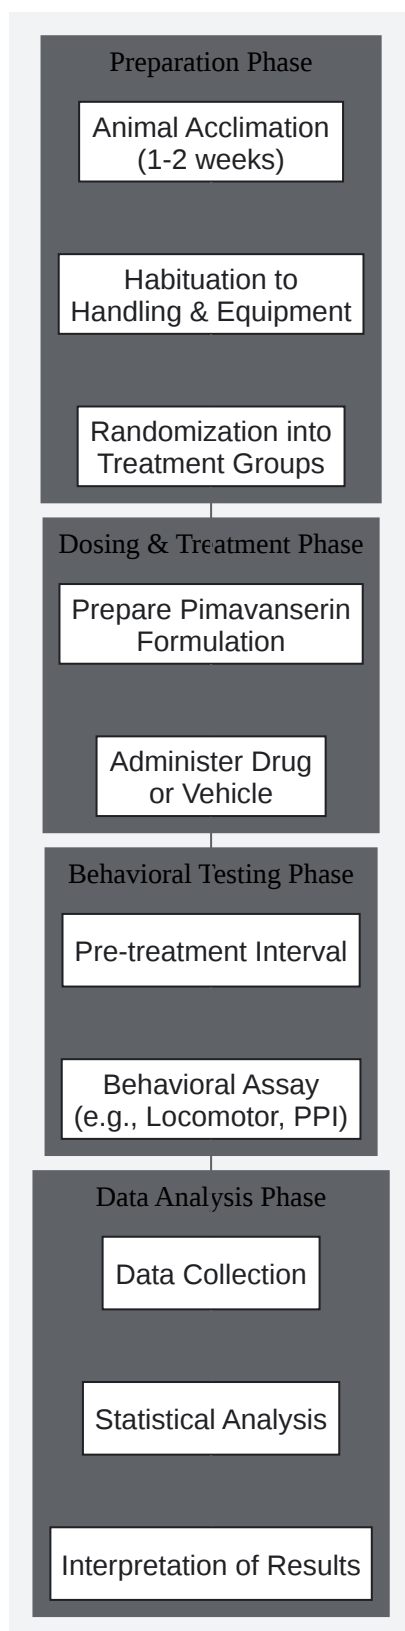 Preparation Phase
Animal Acclimation
(1-2 weeks)
Habituation to
Handling & Equipment
Randomization into
Treatment Groups
Dosing & Treatment Phase
Prepare Pimavanserin
Formulation
Administer Drug
or Vehicle
Behavioral Testing Phase
Pre-treatment Interval
Behavioral Assay
(e.g., Locomotor, PPI)
Data Analysis Phase
Data Collection
Statistical Analysis
Interpretation of Results